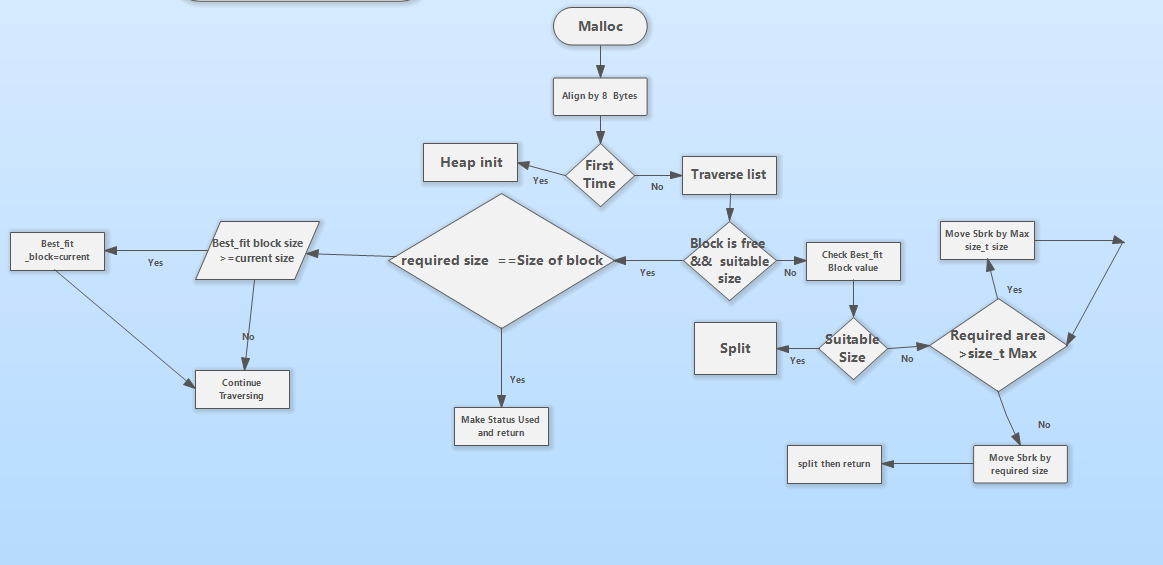 Malloc
Align by 8 Bytes
First
Time
Yes
No
Heap init
Traverse list
Block is free
&& suitable
size
Yes
No
required size ==Size of block
Yes
Best_fit block size
>=current size
Yes
No
Best_fit
_block=current
Continue
Traversing
Make Status Used
and return
Check Best_fit
Block value
Suitable
Size
Yes
No
Split
Required area
>size_t Max
Yes
No
Move Sbrk by Max
size_t size
Move Sbrk by
required size
split then return